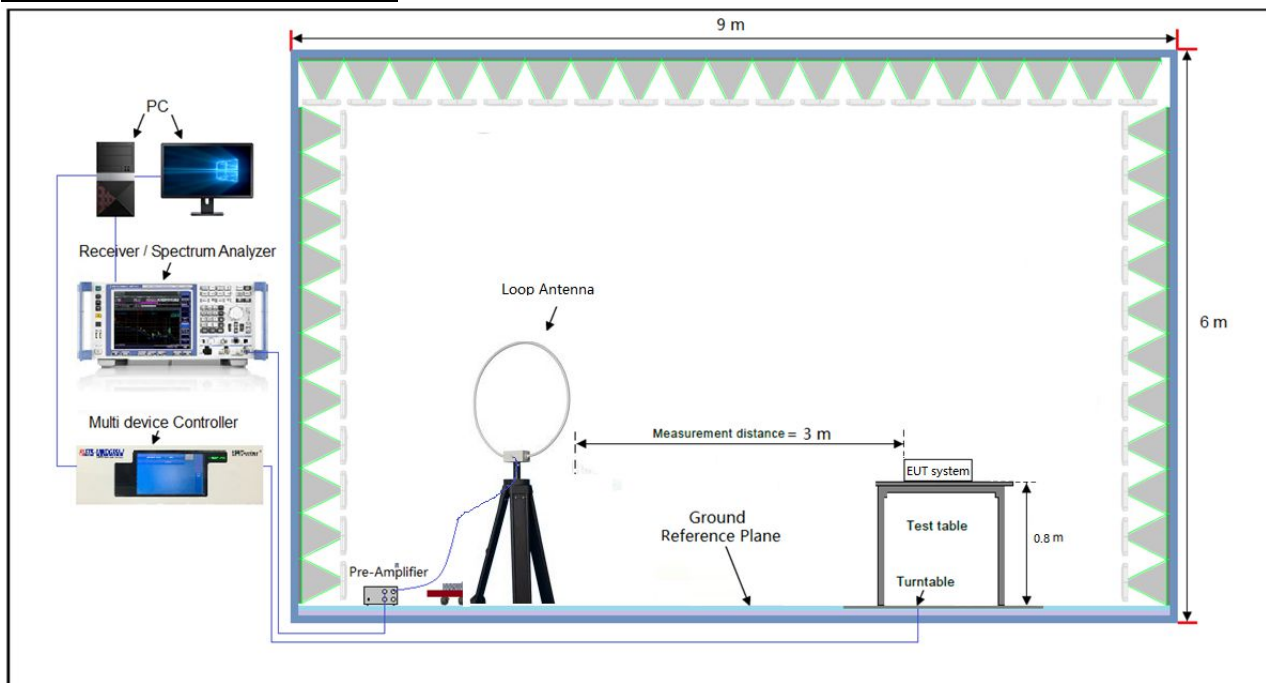 9 m
PC
Receiver / Spectrum Analyzer
Loop Antenna
6 m
Multi device Controller
Measurement distance = 3 m
EUT system
Ground
Reference Plane
Test table
0.8 m
Pre-Amplifier
Turntable